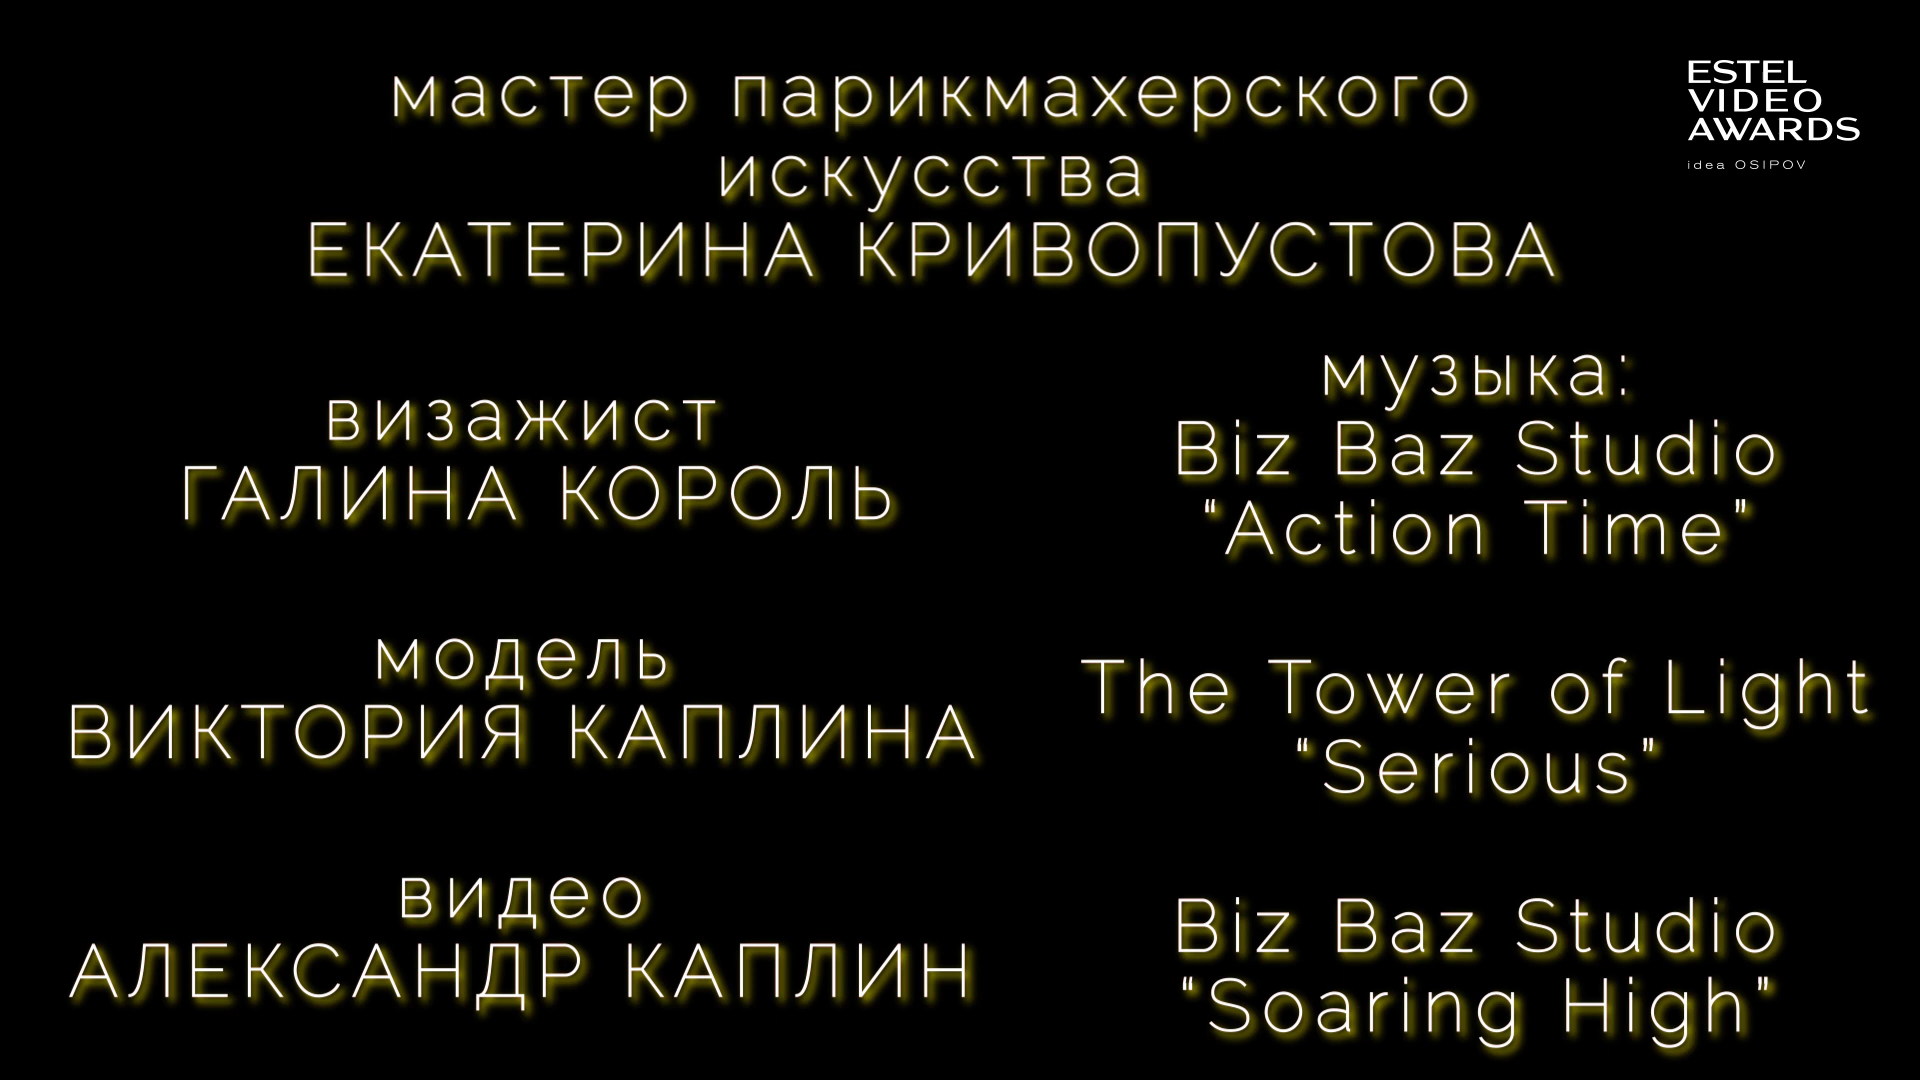 мастер парикмахерского
искусства
ЕКАТЕРИНА КРИВОПУСТОВА
ESTEL
VIDEO
AWARDS
idea OSIPOV
визажист
ГАЛИНА КОРОЛЬ
модель
ВИКТОРИЯ КАПЛИНА
видео
АЛЕКСАНДР КАПЛИН
музыка:
Biz Baz Studio
“Action Time”
The Tower of Light
“Serious”
Biz Baz Studio
“Soaring High”